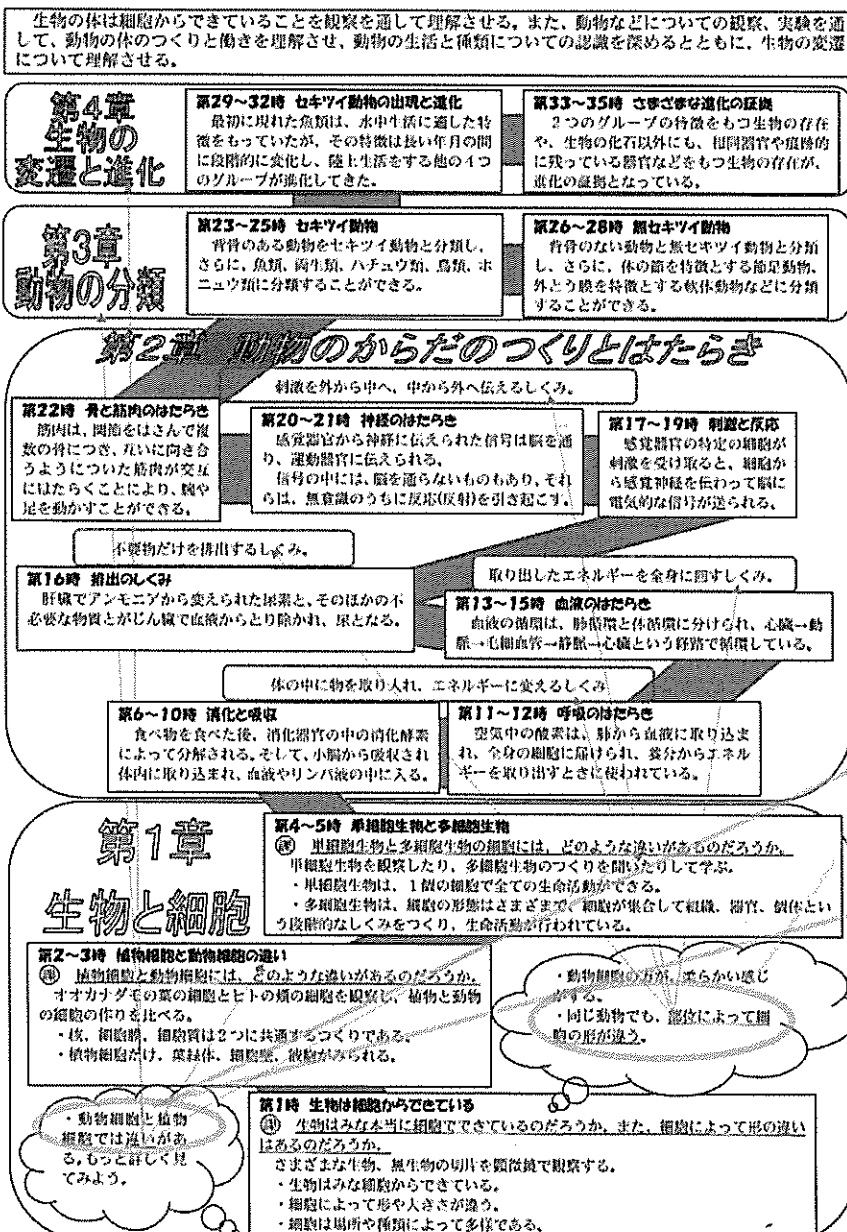 生物の体は細胞からできていることを観察を通して理解させる。また、動物などについての観察、実験を通
して、動物の体のつくりと働きを理解させ、動物の生活と種類についての認識を深めるとともに、生物の変遷
について理解させる。
第4章
生物の
変遷と進化
第29～32時 セキツイ動物の出現と進化
最初に現れた魚類は、水中生活に適した特
徴をもっていたが、その特徴は長い年月の間
に段階的に変化し、陸上生活をする他の4つ
のグループが進化してきた。
第33～35時 さまざまな進化の証拠
2つのグループの特徴をもつ生物の存在
や、生物の化石以外にも、相同器官や痕跡的
に残っている器官などをもつ生物の存在が、
進化の証拠となっている。
第3章
動物の分類
第23～25時 セキツイ動物
背骨のある動物をセキツイ動物と分類し、
さらに、魚類、両生類、ハチュウ類、鳥類、ホ
ニュウ類に分類することができる。
第26～28時 無セキツイ動物
背骨のない動物と無セキツイ動物と分類
し、さらに、体の節を特徴とする節足動物、
外とう膜を特徴とする軟体動物などに分類
することができる。
第2章 動物のからだのつくりとはたらき
刺激を外から中へ、中から外へ伝えるしくみ。
第22時 骨と筋肉のはたらき
筋肉は、関節をはさんで複
数の骨につき、互いに向き合
うようについた筋肉が交互
にはたらくことにより、腕や
足を動かすことができる。
第20～21時 神経のはたらき
感覚器官から神経に伝えられた信号は脳を通
り、運動器官に伝えられる。
信号の中には、脳を通らないものもあり、それ
らは、無意識のうちに反応(反射)を引き起こす。
第17～19時 刺激と反応
感覚器官の特定の細胞が
刺激を受け取ると、細胞か
ら感覚神経を伝わって脳に
電気的な信号が送られる。
不要物だけを排出するしくみ。
第16時 排出のしくみ
肝臓でアンモニアから変えられた尿素と、そのほかの不
必要な物質とがじん臓で血液からとり除かれ、尿となる。
取り出したエネルギーを全身に回すしくみ。
第13～15時 血液のはたらき
血液の循環は、肺循環と体循環に分けられ、心臓→動
脈→毛細血管→静脈→心臓という経路で循環している。
体の中に物を取り入れ、エネルギーに変えるしくみ
第6～10時 消化と吸収
食べ物を食べた後、消化器官の中の消化酵素
によって分解される。そして、小腸から吸収され
体内に取り込まれ、血液やリンパ液の中に入る。
第11～12時 呼吸のはたらき
空気中の酸素は、肺から血液に取り込ま
れ、全身の細胞に届けられ、養分からエネル
ギーを取り出すときに使われている。
第1章
生物と細胞
第4～5時 単細胞生物と多細胞生物
課 単細胞生物と多細胞生物の細胞には、どのような違いがあるのだろうか。
単細胞生物を観察したり、多細胞生物のつくりを聞いたりして学ぶ。
・単細胞生物は、1個の細胞で全ての生命活動ができる。
・多細胞生物は、細胞の形態はさまざまで、細胞が集合して組織、器官、個体とい
う段階的なしくみをつくり、生命活動が行われている。
第2～3時 植物細胞と動物細胞の違い
課 植物細胞と動物細胞には、どのような違いがあるのだろうか。
オオカナダモの葉の細胞とヒトの頬の細胞を観察し、植物と動物
の細胞の作りを比べる。
・核、細胞膜、細胞質は2つに共通するつくりである。
・植物細胞だけ、葉緑体、細胞壁、液胞がみられる。
・動物細胞の方が、柔らかい感じ
がする。
・同じ動物でも、部位によって細
胞の形が違う。
・動物細胞と植物
細胞では違いがあ
る。もっと詳しく見
てみよう。
第1時 生物は細胞からできている
課 生物はみな本当に細胞でできているのだろうか。また、細胞によって形の違い
はあるのだろうか。
さまざまな生物、無生物の切片を顕微鏡で観察する。
・生物はみな細胞からできている。
・細胞によって形や大きさが違う。
・細胞は場所や種類によって多様である。